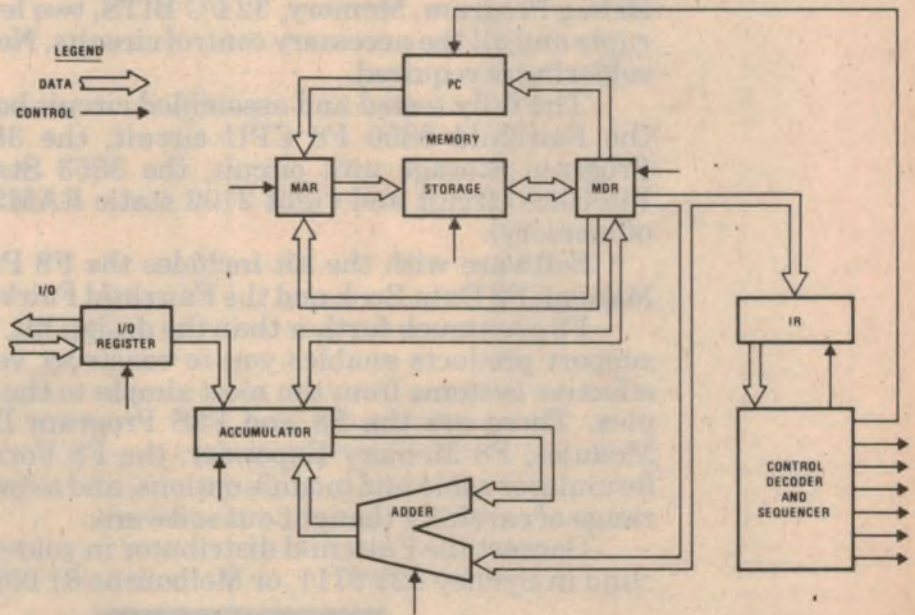 LEGEND
DATA
CONTROL
PC
MEMORY
MAR
STORAGE
MDR
I/O
I/O
REGISTER
IR
ACCUMULATOR
ADDER
CONTROL
DECODER
AND
SEQUENCER